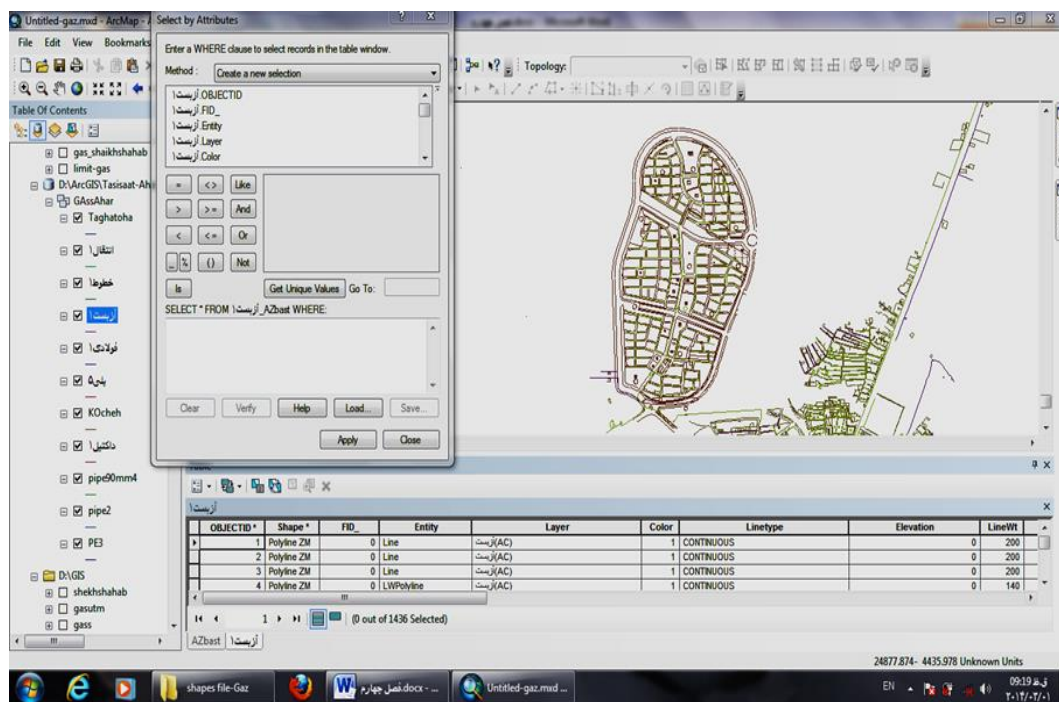 Untitled-gaz.mxd - ArcMap - A
Select by Attributes
File Edit View Bookmarks
Topology:
Table Of Contents
gas_shaikhshahab
limit-gas
D:\ArcGIS\Tasisaat-Ah
GAssAhar
Taghatoha
انتقال۱
خطوط۱
آزبست۱
فولادی۱
پلی۵
KOcheh
داکتیل۱
pipe90mm4
pipe2
PE3
D:\GIS
shekhshahab
gasutm
gass
Enter a WHERE clause to select records in the table window.
Method : Create a new selection
آزبست۱.OBJECTID
آزبست۱.FID_
آزبست۱.Entity
آزبست۱.Layer
آزبست۱.Color
= <> Like
> >= And
< <= Or
_ % () Not
Is Get Unique Values Go To:
SELECT * FROM آزبست۱_AZbast WHERE:
Clear Verify Help Load... Save...
Apply Close
آزبست۱
OBJECTID * Shape * FID_ Entity Layer Color Linetype Elevation LineWt
1 Polyline ZM 0 Line آزبست(AC) 1 CONTINUOUS 0 200
2 Polyline ZM 0 Line آزبست(AC) 1 CONTINUOUS 0 200
3 Polyline ZM 0 Line آزبست(AC) 1 CONTINUOUS 0 200
4 Polyline ZM 0 LWPolyline آزبست(AC) 1 CONTINUOUS 0 140
1 (0 out of 1436 Selected)
AZbast آزبست۱
24877.874- 4435.978 Unknown Units
shapes file-Gaz
فصل چهارم.docx - ...
Untitled-gaz.mxd ...
EN
09:19 ق.ظ